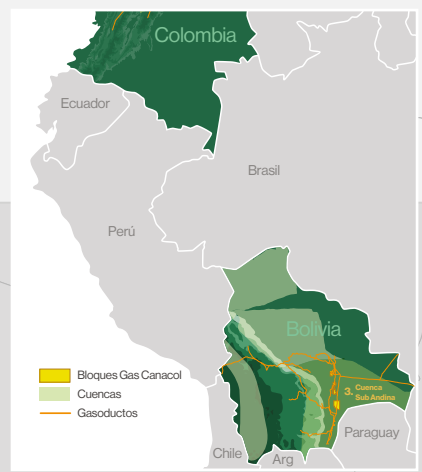 Colombia
Ecuador
Brasil
Perú
Bolivia
Bloques Gas Canacol
Cuencas
Gasoductos
3. Cuenca
Sub Andina
Paraguay
Chile
Arg